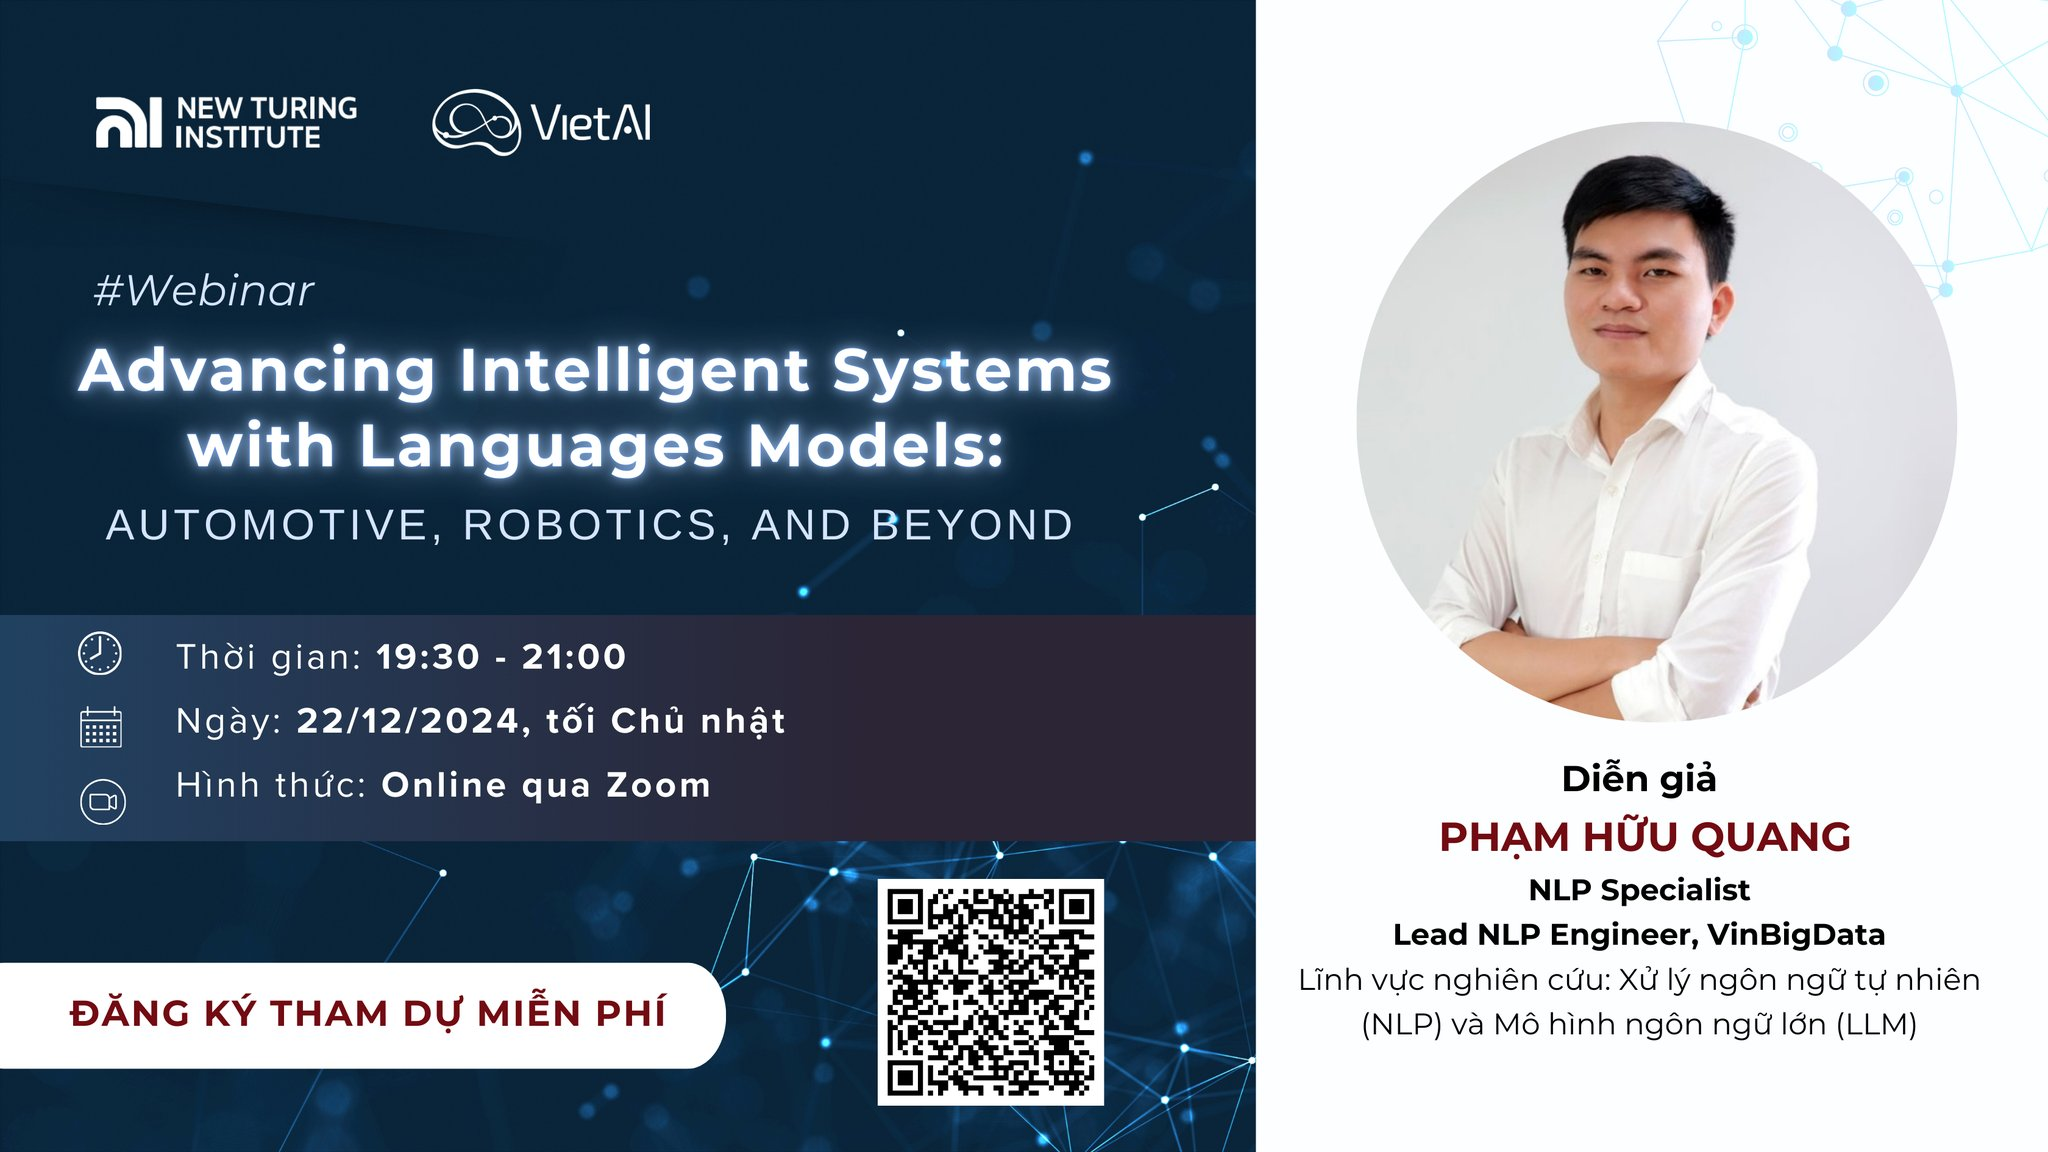 NEW TURING
INSTITUTE
VietAI
#Webinar
Advancing Intelligent Systems
with Languages Models:
AUTOMOTIVE, ROBOTICS, AND BEYOND
Thời gian: 19:30 - 21:00
Ngày: 22/12/2024, tối Chủ nhật
Hình thức: Online qua Zoom
ĐĂNG KÝ THAM DỰ MIỄN PHÍ
Diễn giả
PHẠM HỮU QUANG
NLP Specialist
Lead NLP Engineer, VinBigData
Lĩnh vực nghiên cứu: Xử lý ngôn ngữ tự nhiên
(NLP) và Mô hình ngôn ngữ lớn (LLM)